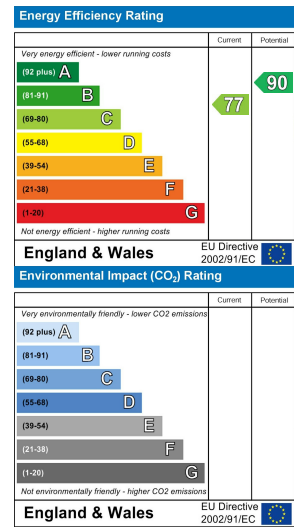 Energy Efficiency Rating
Current Potential
Very energy efficient - lower running costs
(92 plus) A
(81-91) B
(69-80) C
(55-68) D
(39-54) E
(21-38) F
(1-20) G
77
90
Not energy efficient - higher running costs
England & Wales
EU Directive
2002/91/EC
Environmental Impact (CO₂) Rating
Current Potential
Very environmentally friendly - lower CO2 emissions
(92 plus) A
(81-91) B
(69-80) C
(55-68) D
(39-54) E
(21-38) F
(1-20) G
Not environmentally friendly - higher CO2 emissions
England & Wales
EU Directive
2002/91/EC